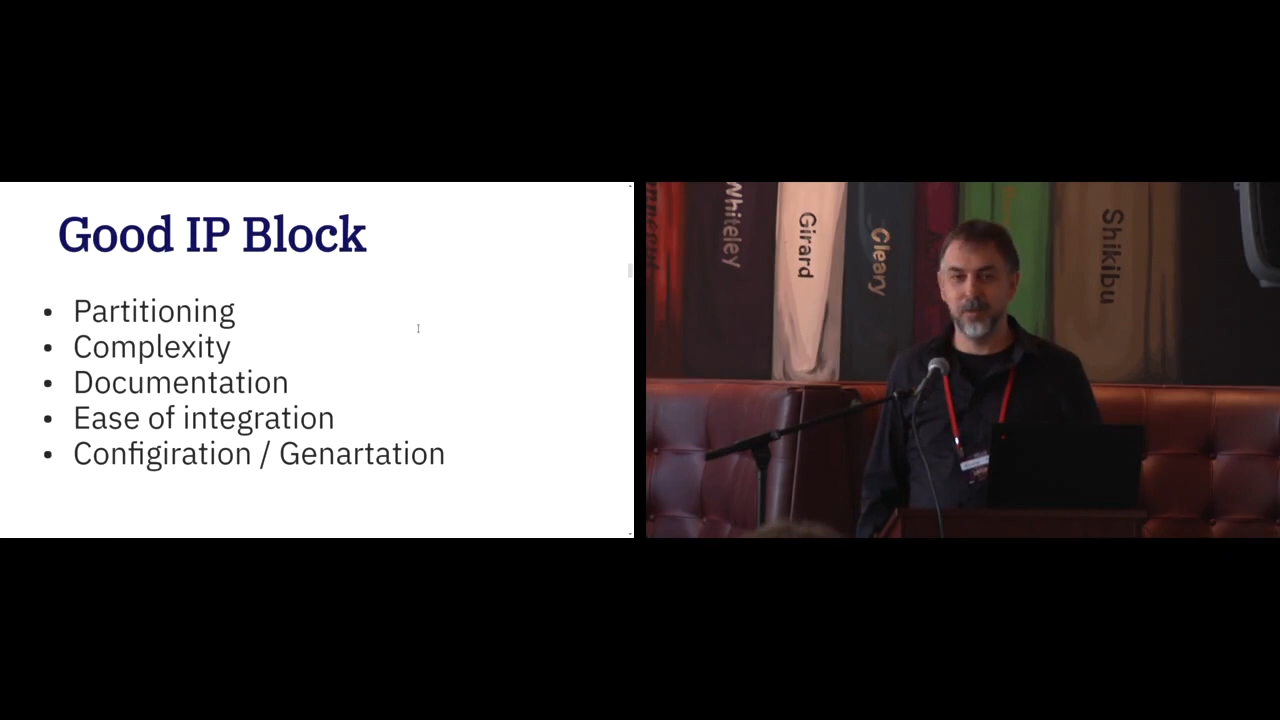 Good IP Block
• Partitioning
• Complexity
• Documentation
• Ease of integration
• Configiration / Genartation
Whiteley
Girard
Cleary
Shikibu